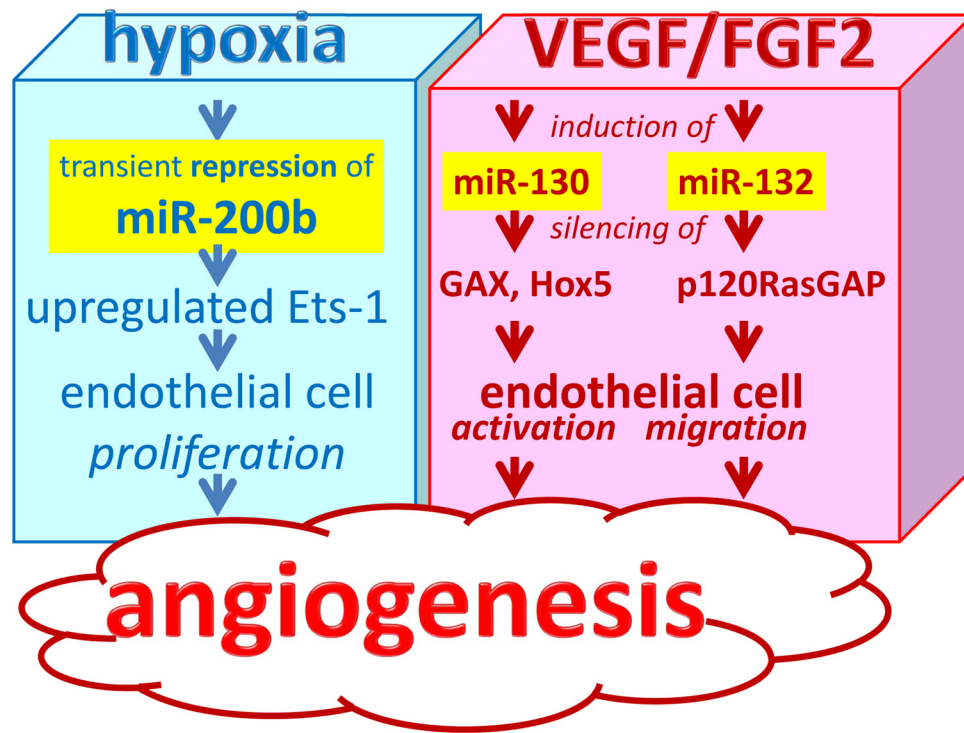 hypoxia
transient repression of
miR-200b
upregulated Ets-1
endothelial cell
proliferation
VEGF/FGF2
induction of
miR-130 miR-132
silencing of
GAX, Hox5 p120RasGAP
endothelial cell
activation migration
angiogenesis